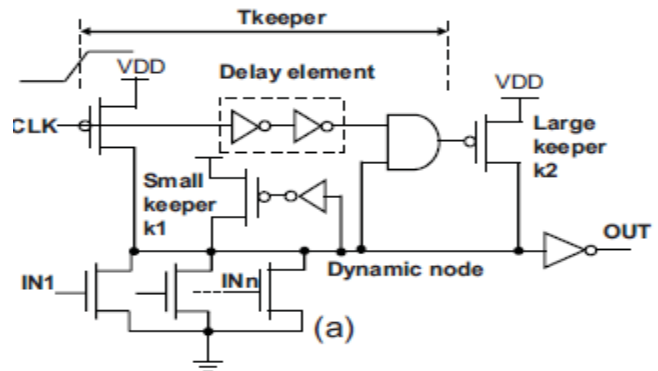 Tkeeper
VDD
Delay element
VDD
CLK
Large
keeper
k2
Small
keeper
k1
OUT
Dynamic node
IN1
INn
(a)